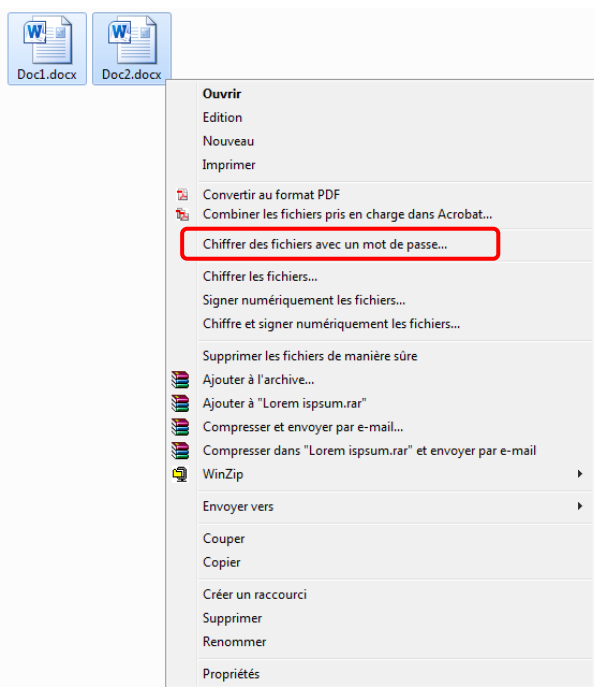 Doc1.docx Doc2.docx
Ouvrir
Edition
Nouveau
Imprimer
Convertir au format PDF
Combiner les fichiers pris en charge dans Acrobat...
Chiffrer des fichiers avec un mot de passe...
Chiffrer les fichiers...
Signer numériquement les fichiers...
Chiffre et signer numériquement les fichiers...
Supprimer les fichiers de manière sûre
Ajouter à l'archive...
Ajouter à "Lorem ispsum.rar"
Compresser et envoyer par e-mail...
Compresser dans "Lorem ispsum.rar" et envoyer par e-mail
WinZip
Envoyer vers
Couper
Copier
Créer un raccourci
Supprimer
Renommer
Propriétés